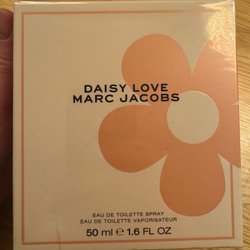 DAISY LOVE
MARC JACOBS
EAU DE TOILETTE SPRAY
EAU DE TOILETTE VAPORISATEUR
50 ml ℮ 1.6 FL OZ